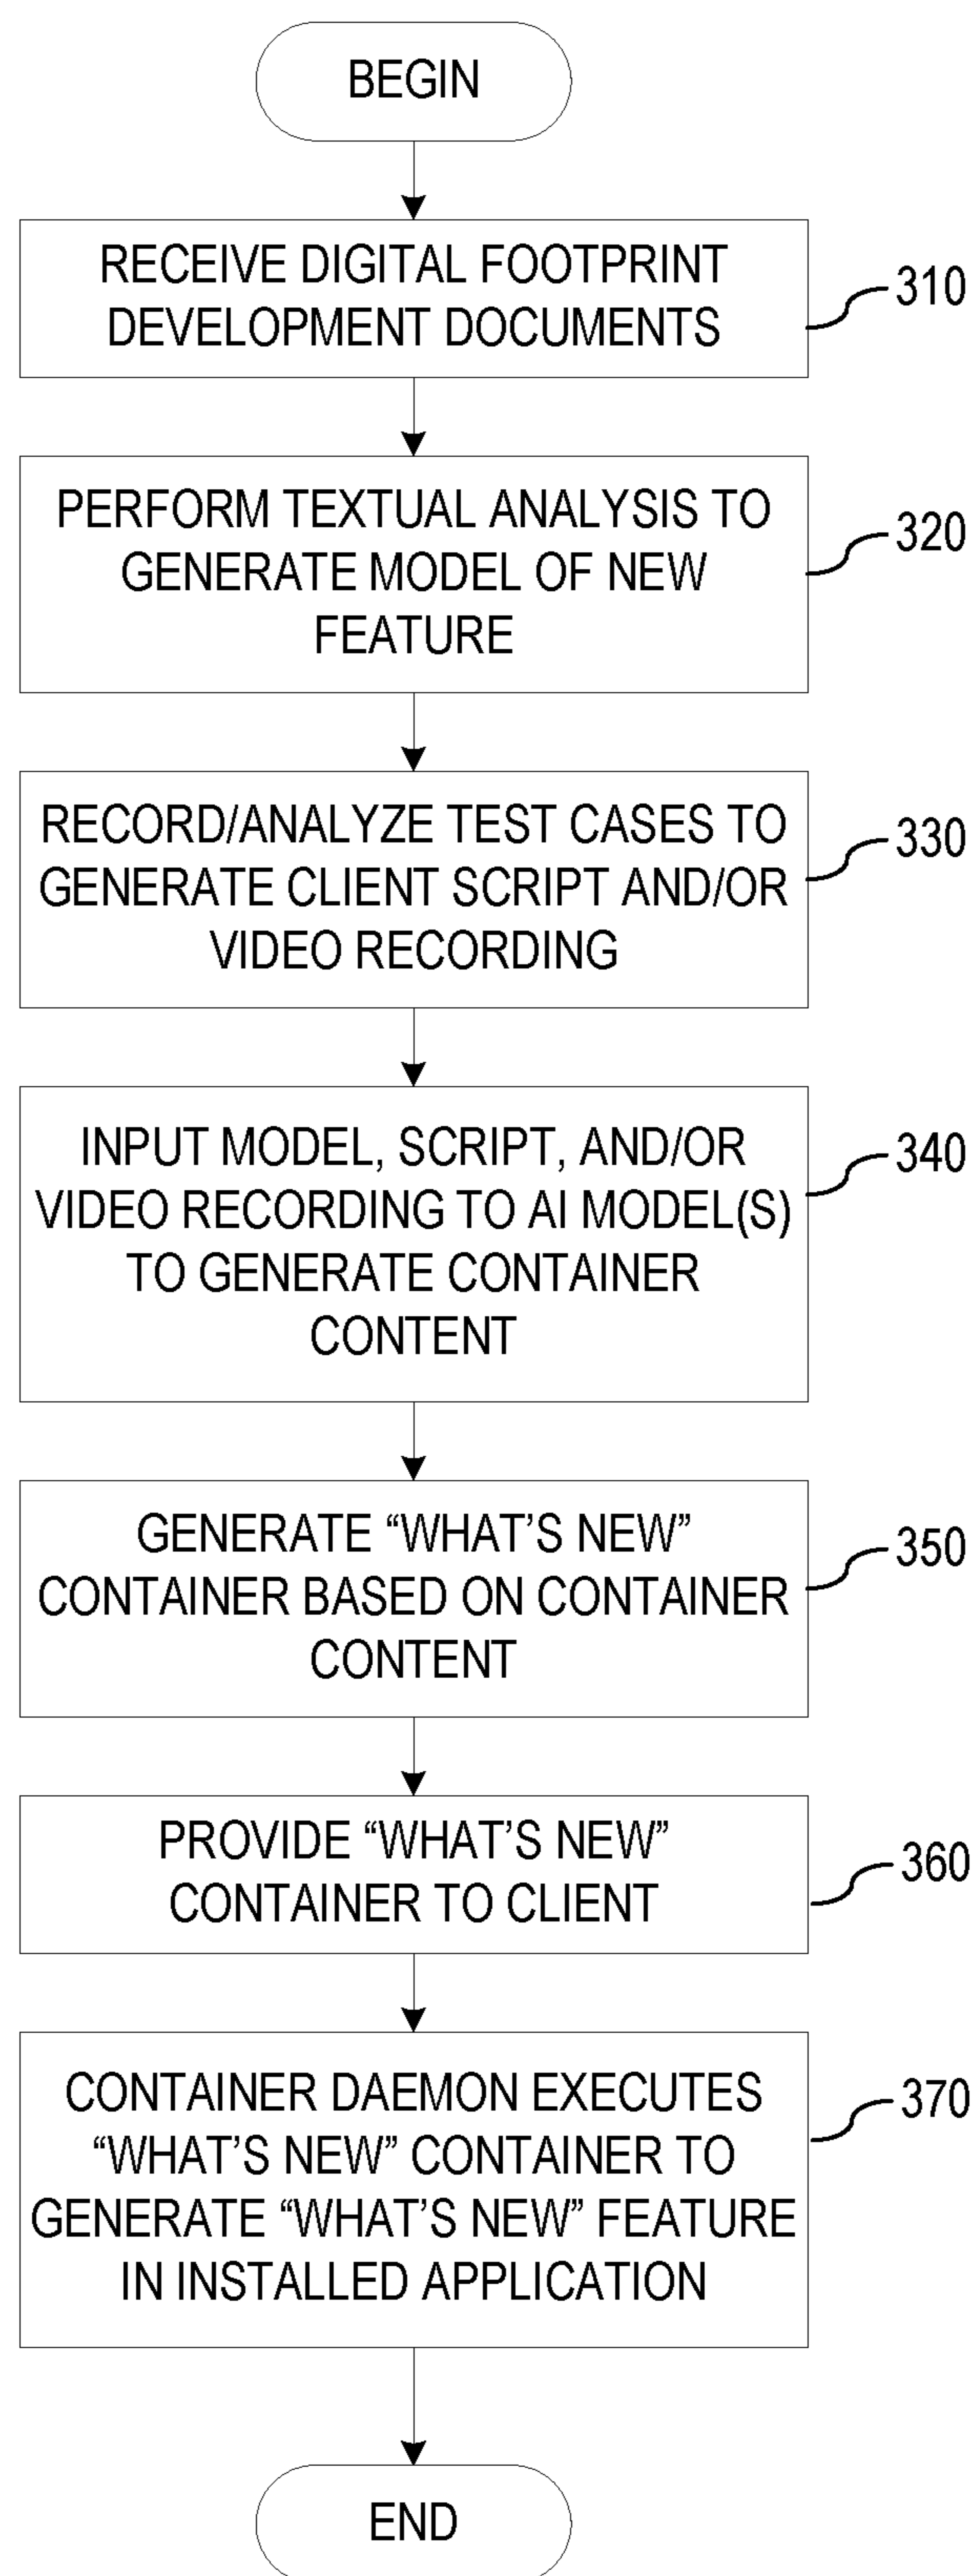 BEGIN
RECEIVE DIGITAL FOOTPRINT
DEVELOPMENT DOCUMENTS
310
PERFORM TEXTUAL ANALYSIS TO
GENERATE MODEL OF NEW
FEATURE
320
RECORD/ANALYZE TEST CASES TO
GENERATE CLIENT SCRIPT AND/OR
VIDEO RECORDING
330
INPUT MODEL, SCRIPT, AND/OR
VIDEO RECORDING TO AI MODEL(S)
TO GENERATE CONTAINER
CONTENT
340
GENERATE “WHAT’S NEW”
CONTAINER BASED ON CONTAINER
CONTENT
350
PROVIDE “WHAT’S NEW”
CONTAINER TO CLIENT
360
CONTAINER DAEMON EXECUTES
“WHAT’S NEW” CONTAINER TO
GENERATE “WHAT’S NEW” FEATURE
IN INSTALLED APPLICATION
370
END